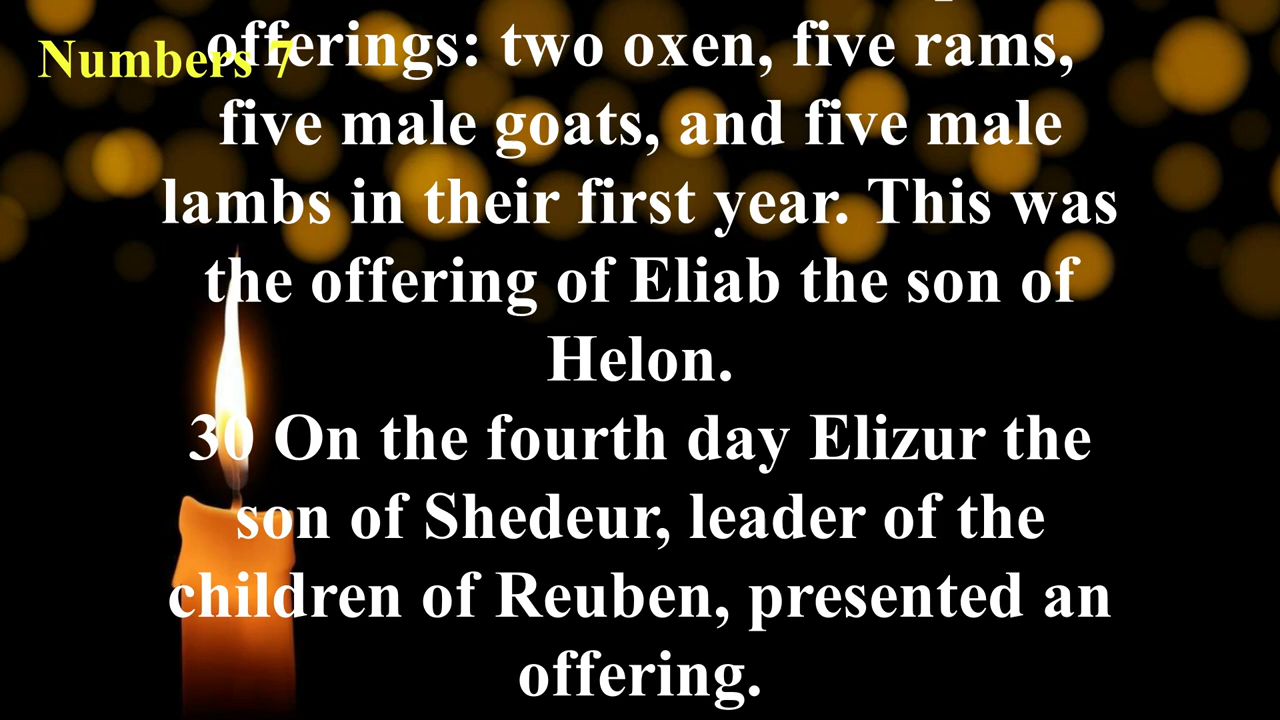 Numbers 7
offerings: two oxen, five rams,
five male goats, and five male
lambs in their first year. This was
the offering of Eliab the son of
Helon.
30 On the fourth day Elizur the
son of Shedeur, leader of the
children of Reuben, presented an
offering.